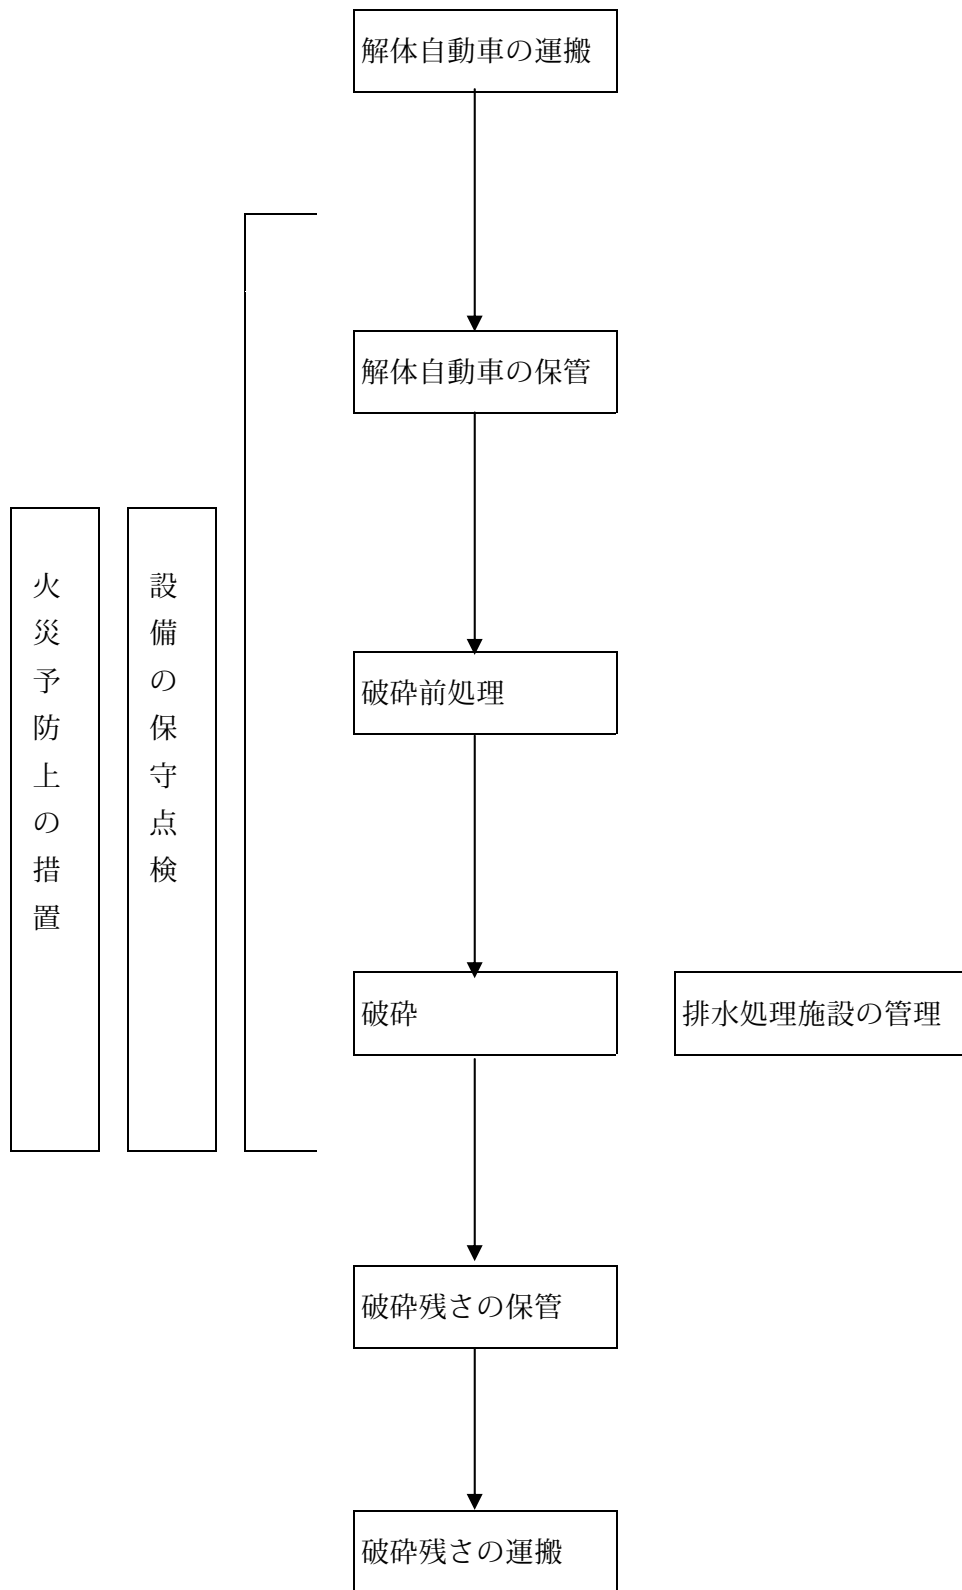 解体自動車の運搬
解体自動車の保管
火災予防上の措置
設備の保守点検
破砕前処理
破砕
排水処理施設の管理
破砕残さの保管
破砕残さの運搬